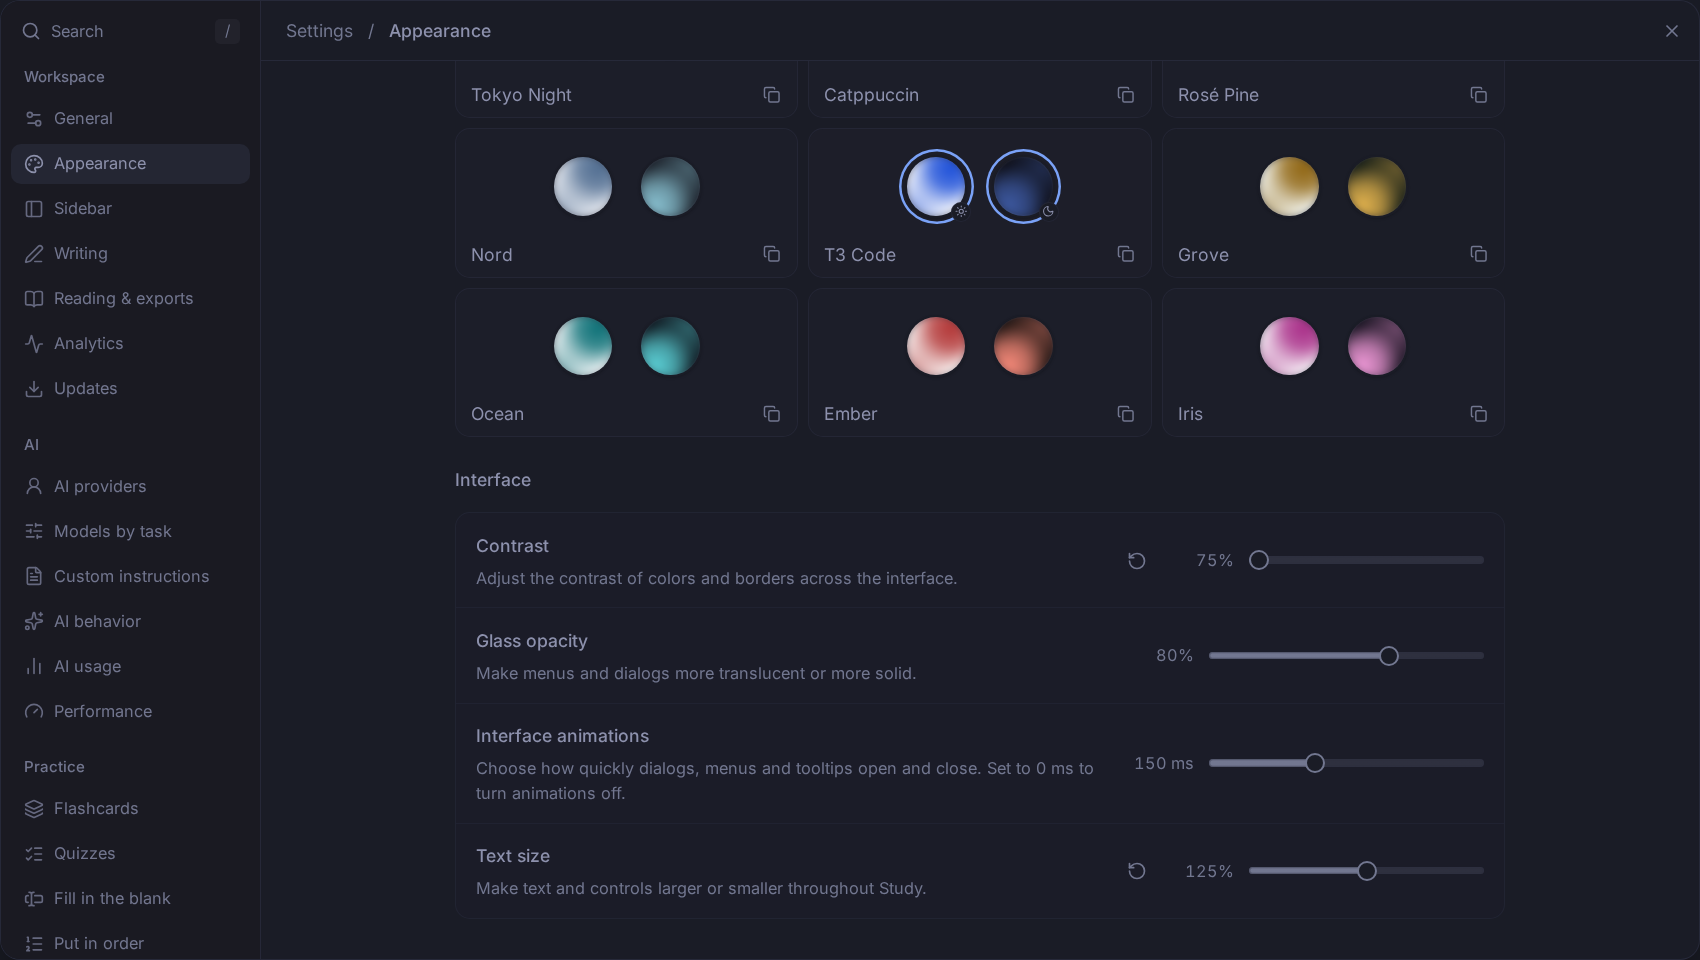 Search
/
Workspace
General
Appearance
Sidebar
Writing
Reading & exports
Analytics
Updates
AI
AI providers
Models by task
Custom instructions
AI behavior
AI usage
Performance
Practice
Flashcards
Quizzes
Fill in the blank
Put in order
Settings / Appearance
Tokyo Night
Catppuccin
Rosé Pine
Nord
T3 Code
Grove
Ocean
Ember
Iris
Interface
Contrast
Adjust the contrast of colors and borders across the interface.
75%
Glass opacity
Make menus and dialogs more translucent or more solid.
80%
Interface animations
Choose how quickly dialogs, menus and tooltips open and close. Set to 0 ms to
turn animations off.
150 ms
Text size
Make text and controls larger or smaller throughout Study.
125%